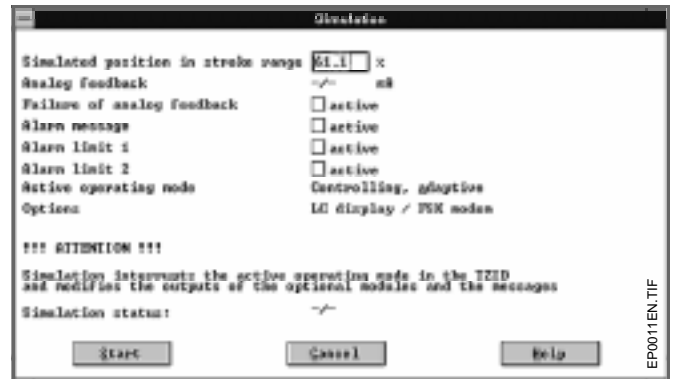 Simulation
Simulated position in stroke range 61.1 %
Analog feedback -/- mA
Failure of analog feedback active
Alarm message active
Alarm limit 1 active
Alarm limit 2 active
Active operating mode Controlling, adaptive
Options LC display / FSK modem
!!! ATTENTION !!!
Simulation interrupts the active operating mode in the TZID
and modifies the outputs of the optional modules and the messages
Simulation status: -/-
Start Cancel Help
EP0011EN.TIF